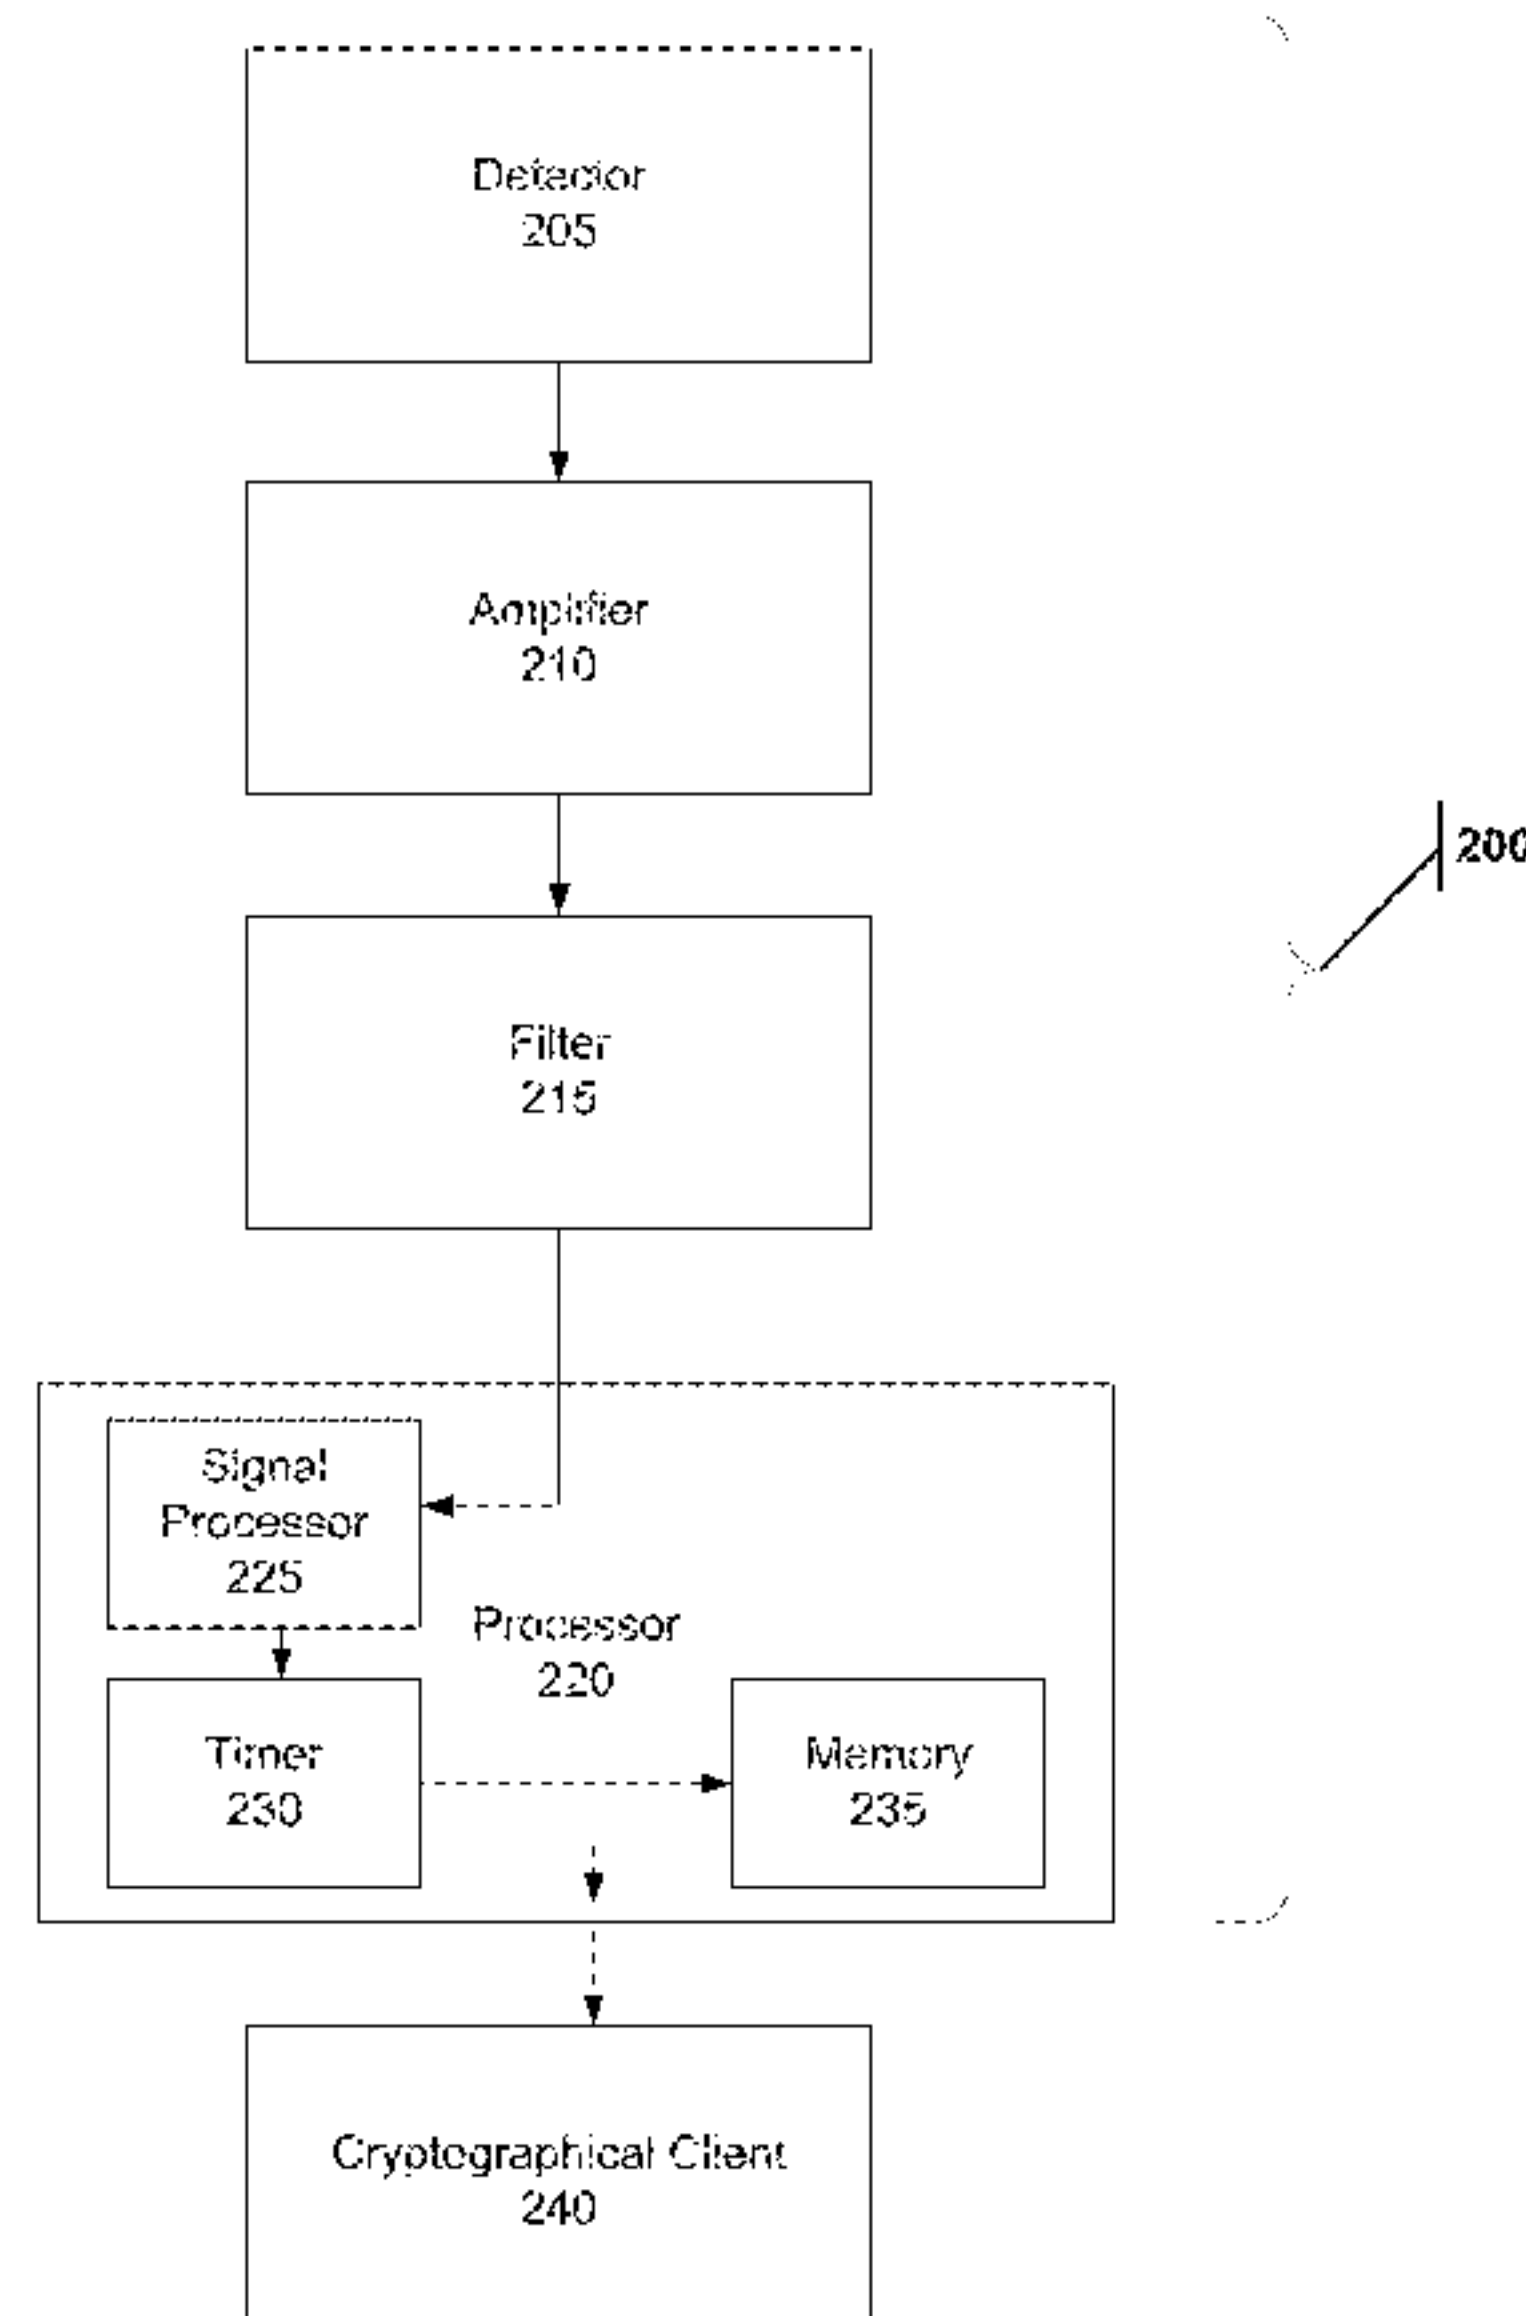 Detector
205
Amplifier
210
200
Filter
215
Signal
Processor
225
Processor
220
Timer
230
Memory
235
Cryptographical Client
240